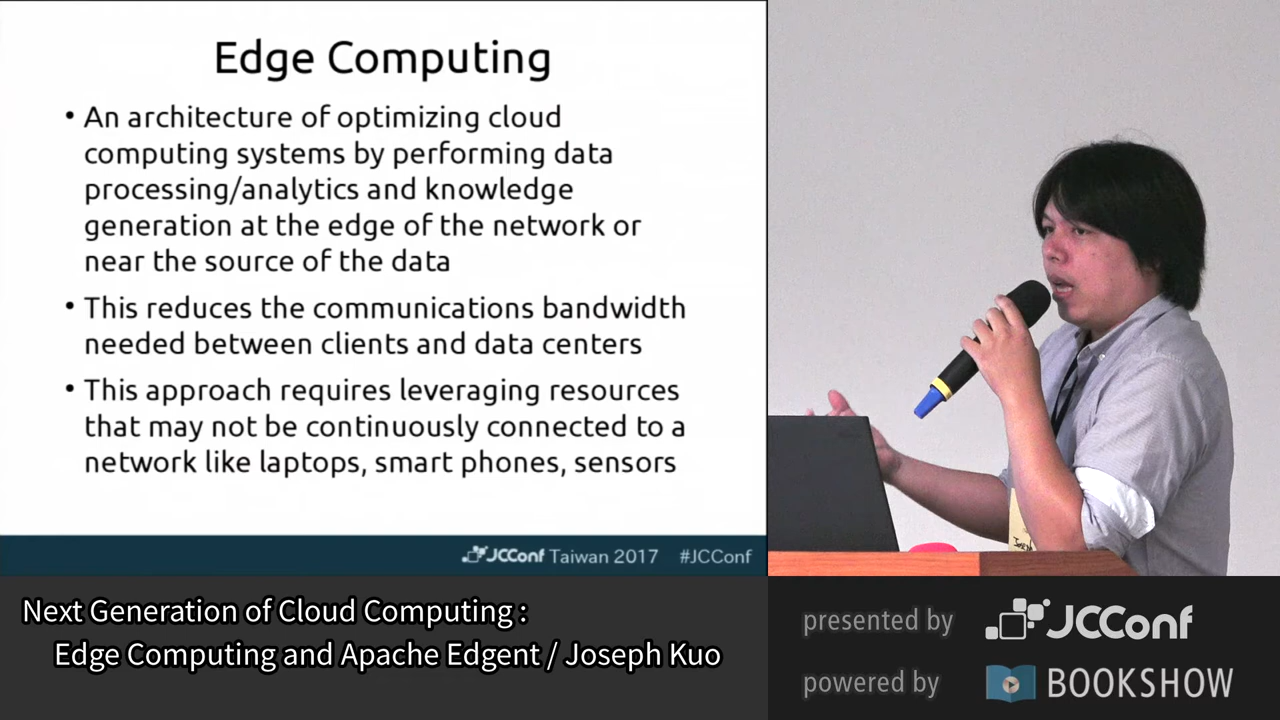 Edge Computing
• An architecture of optimizing cloud
computing systems by performing data
processing/analytics and knowledge
generation at the edge of the network or
near the source of the data
• This reduces the communications bandwidth
needed between clients and data centers
• This approach requires leveraging resources
that may not be continuously connected to a
network like laptops, smart phones, sensors
JCConf Taiwan 2017 #JCConf
Next Generation of Cloud Computing :
Edge Computing and Apache Edgent / Joseph Kuo
presented by JCConf
powered by BOOKSHOW